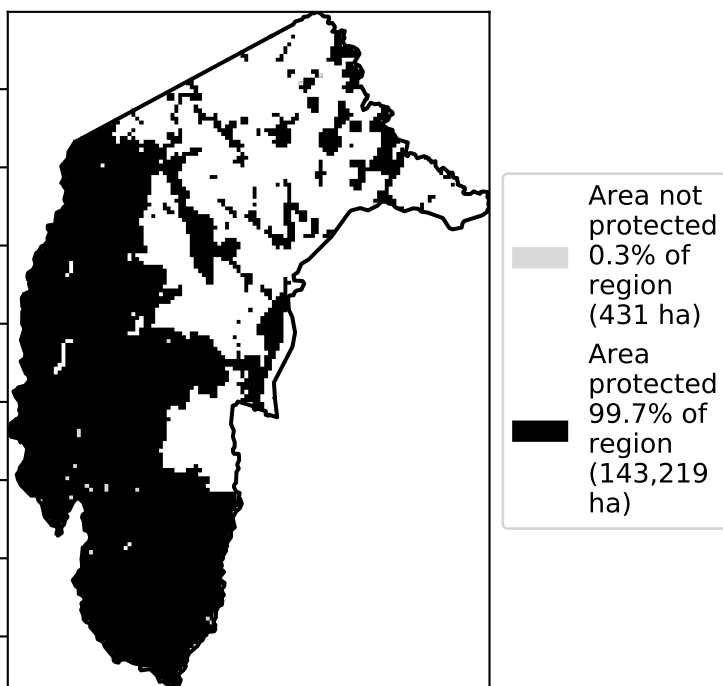 Area not
protected
0.3% of
region
(431 ha)
Area
protected
99.7% of
region
(143,219
ha)